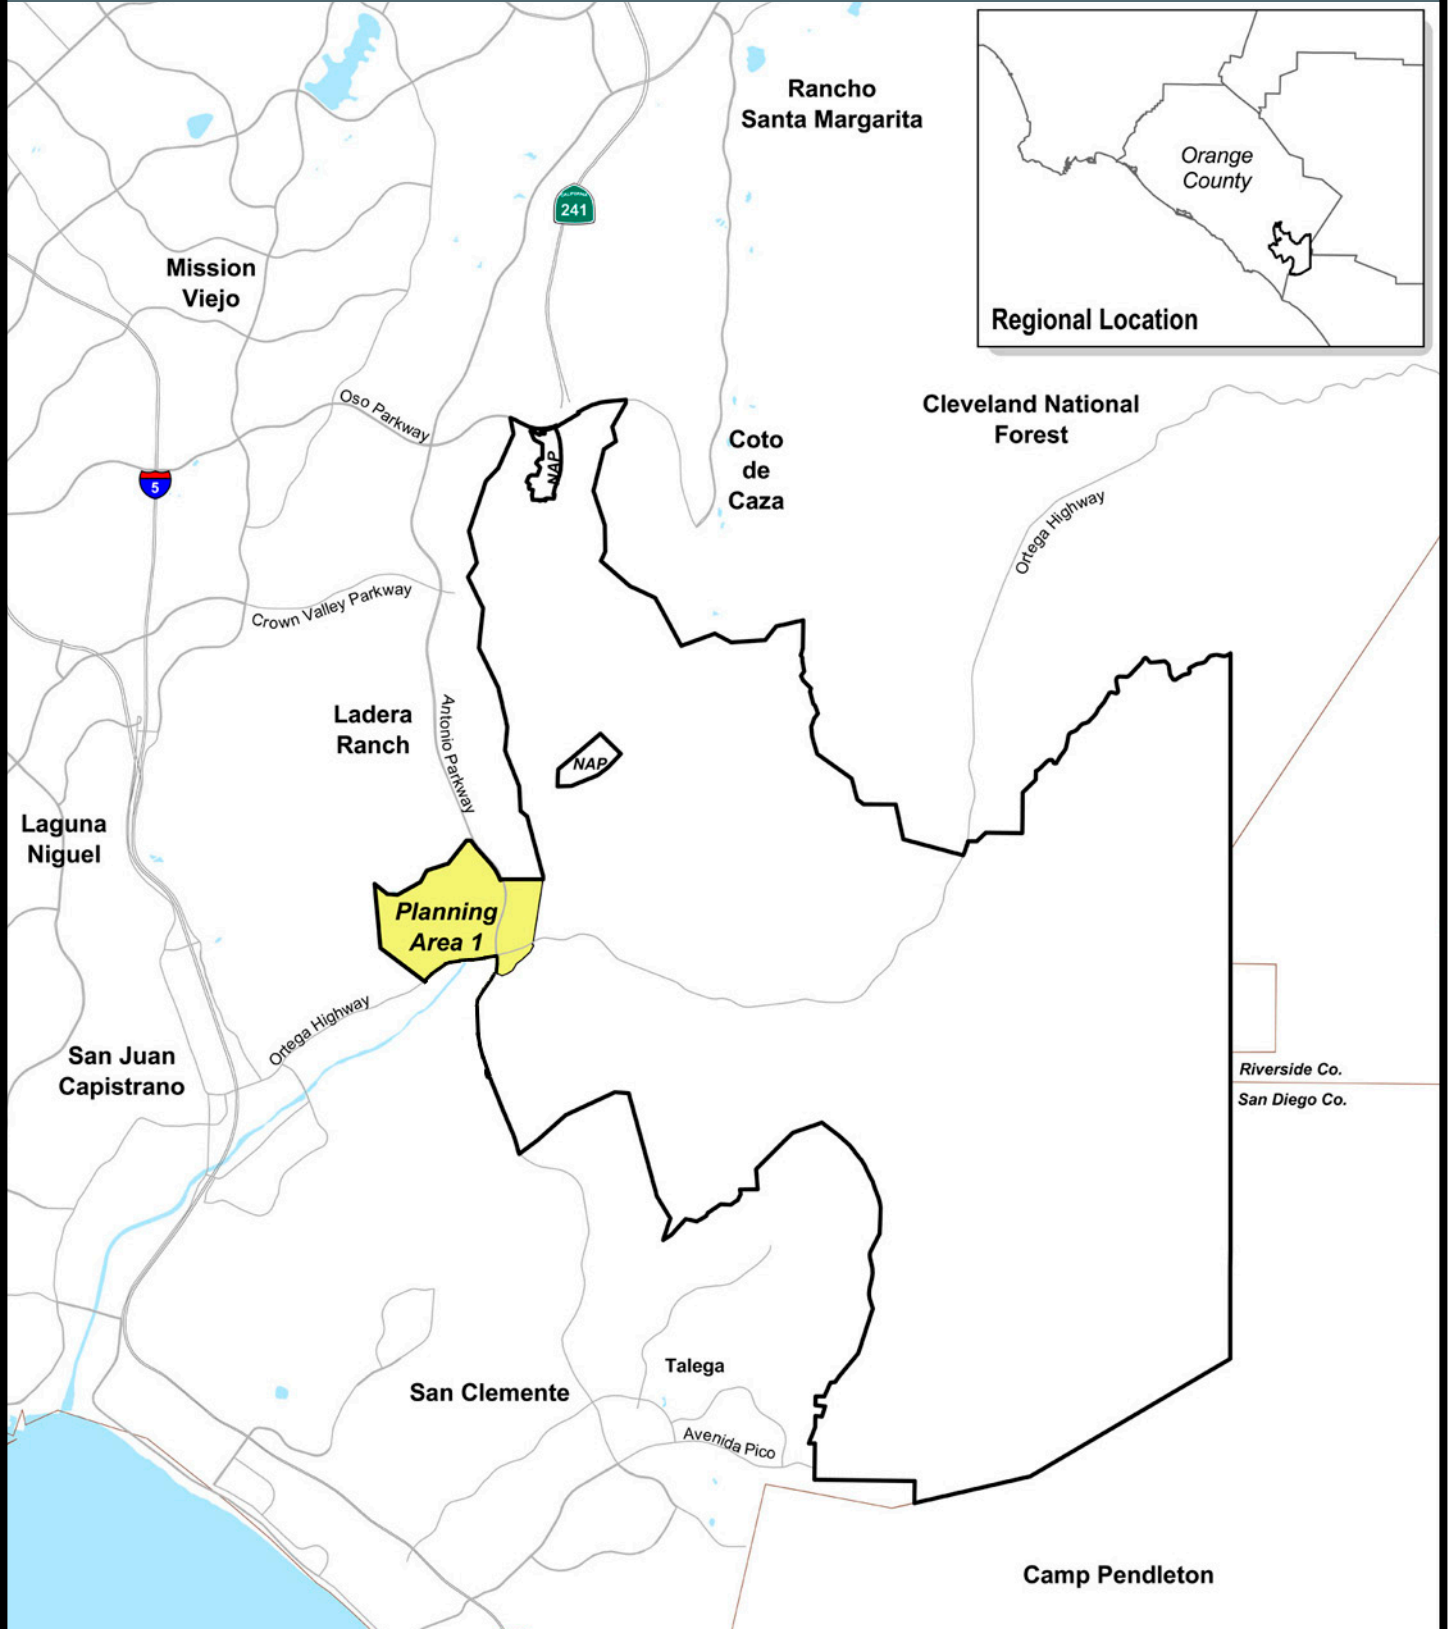 Rancho
Santa Margarita
Orange
County
Regional Location
CALIFORNIA
241
Mission
Viejo
Oso Parkway
Cleveland National
Forest
Coto
de
Caza
NAP
5
Ortega Highway
Crown Valley Parkway
Ladera
Ranch
Antonio Parkway
NAP
Laguna
Niguel
Planning
Area 1
Ortega Highway
San Juan
Capistrano
Riverside Co.
San Diego Co.
Talega
San Clemente
Avenida Pico
Camp Pendleton